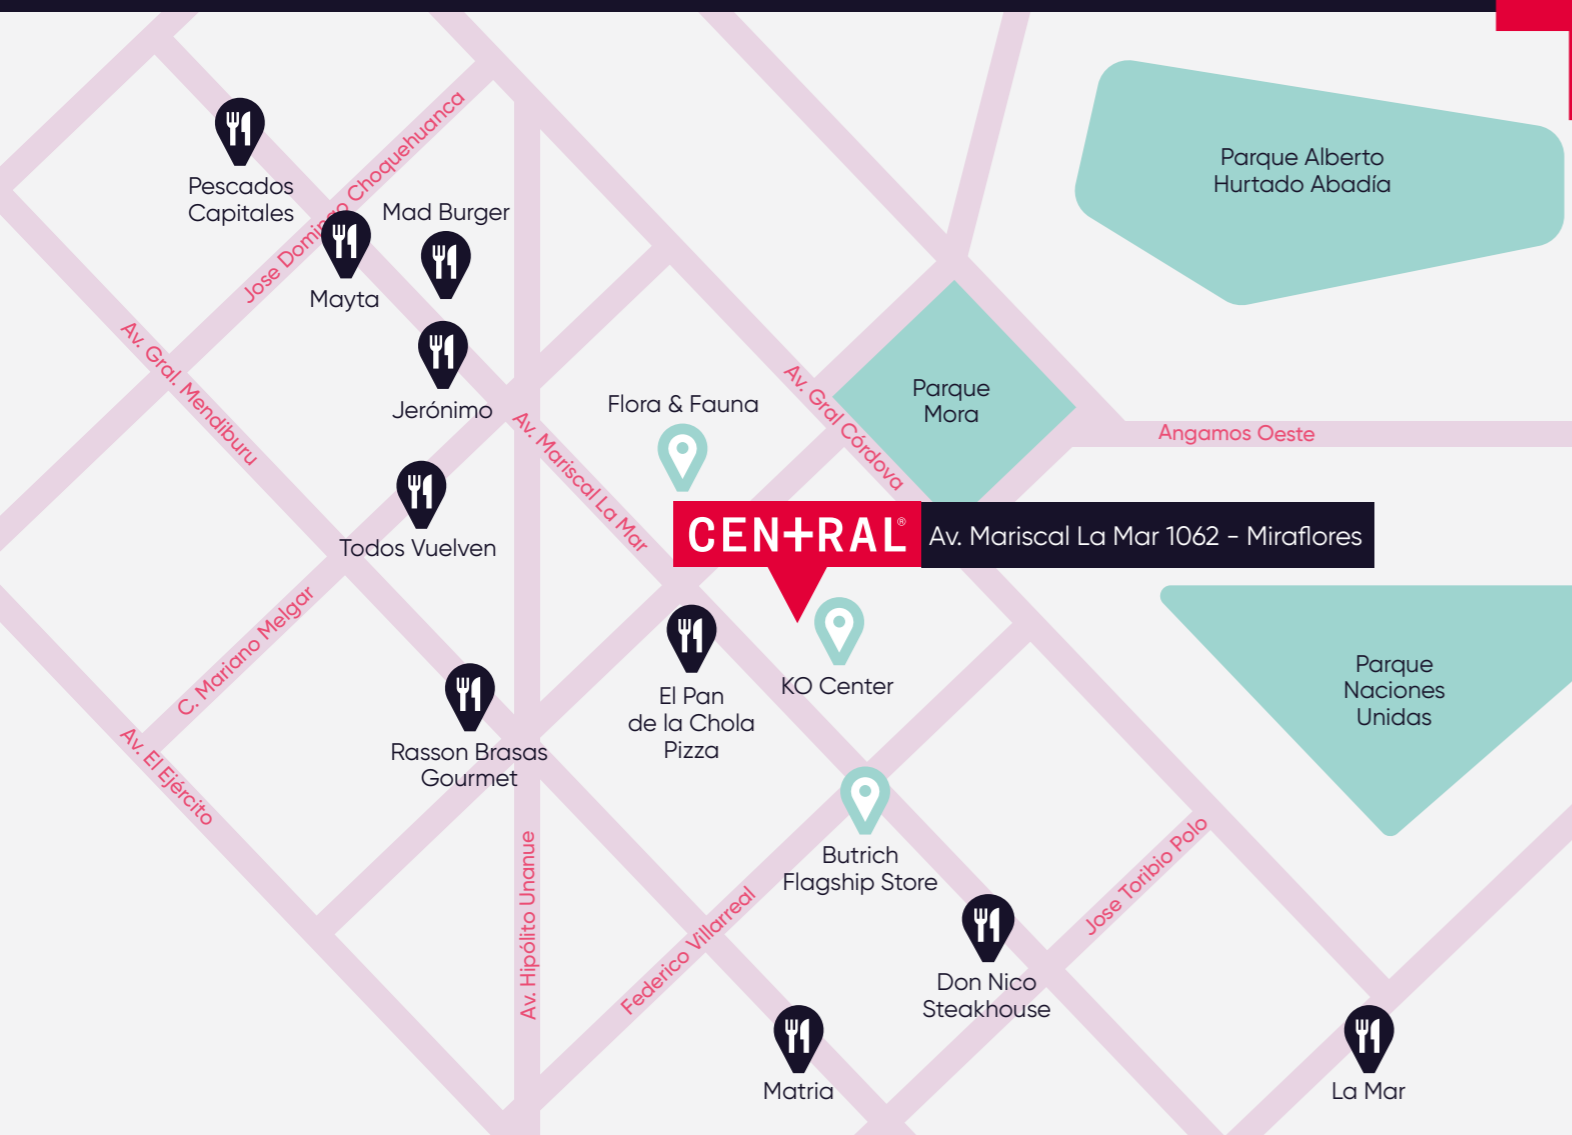 Pescados
Capitales
Jose Domingo Choquehuanca
Mad Burger
Mayta
Parque Alberto
Hurtado Abadía
Av. Gral. Mendiburu
Jerónimo
Flora & Fauna
Av. Gral Córdova
Parque
Mora
Angamos Oeste
Av. Mariscal La Mar
Todos Vuelven
CENTRAL®
Av. Mariscal La Mar 1062 - Miraflores
C. Mariano Melgar
El Pan
de la Chola
Pizza
KO Center
Parque
Naciones
Unidas
Rasson Brasas
Gourmet
Av. El Ejército
Av. Hipólito Unanue
Butrich
Flagship Store
Federico Villarreal
Jose Toribio Polo
Don Nico
Steakhouse
Matria
La Mar